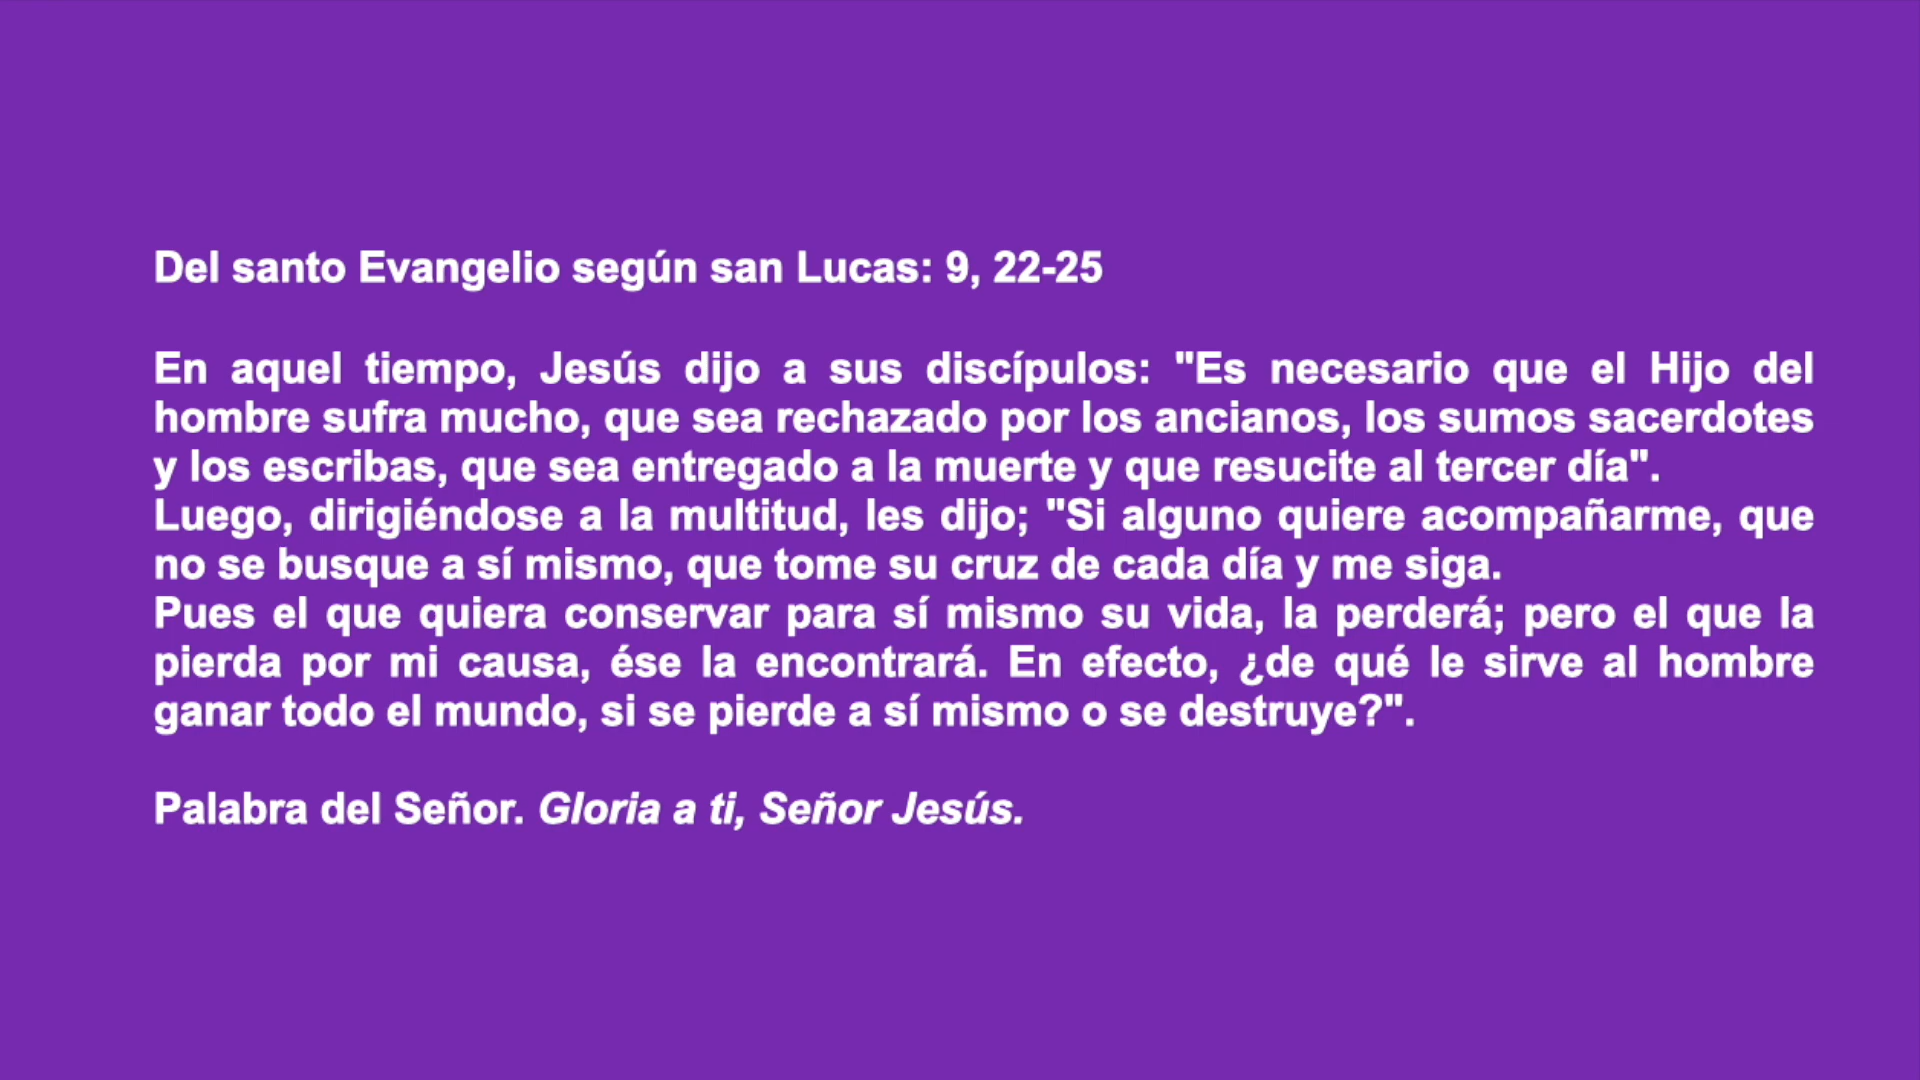 Del santo Evangelio según san Lucas: 9, 22-25
En aquel tiempo, Jesús dijo a sus discípulos: "Es necesario que el Hijo del
hombre sufra mucho, que sea rechazado por los ancianos, los sumos sacerdotes
y los escribas, que sea entregado a la muerte y que resucite al tercer día".
Luego, dirigiéndose a la multitud, les dijo; "Si alguno quiere acompañarme, que
no se busque a sí mismo, que tome su cruz de cada día y me siga.
Pues el que quiera conservar para sí mismo su vida, la perderá; pero el que la
pierda por mi causa, ése la encontrará. En efecto, ¿de qué le sirve al hombre
ganar todo el mundo, si se pierde a sí mismo o se destruye?".
Palabra del Señor. Gloria a ti, Señor Jesús.